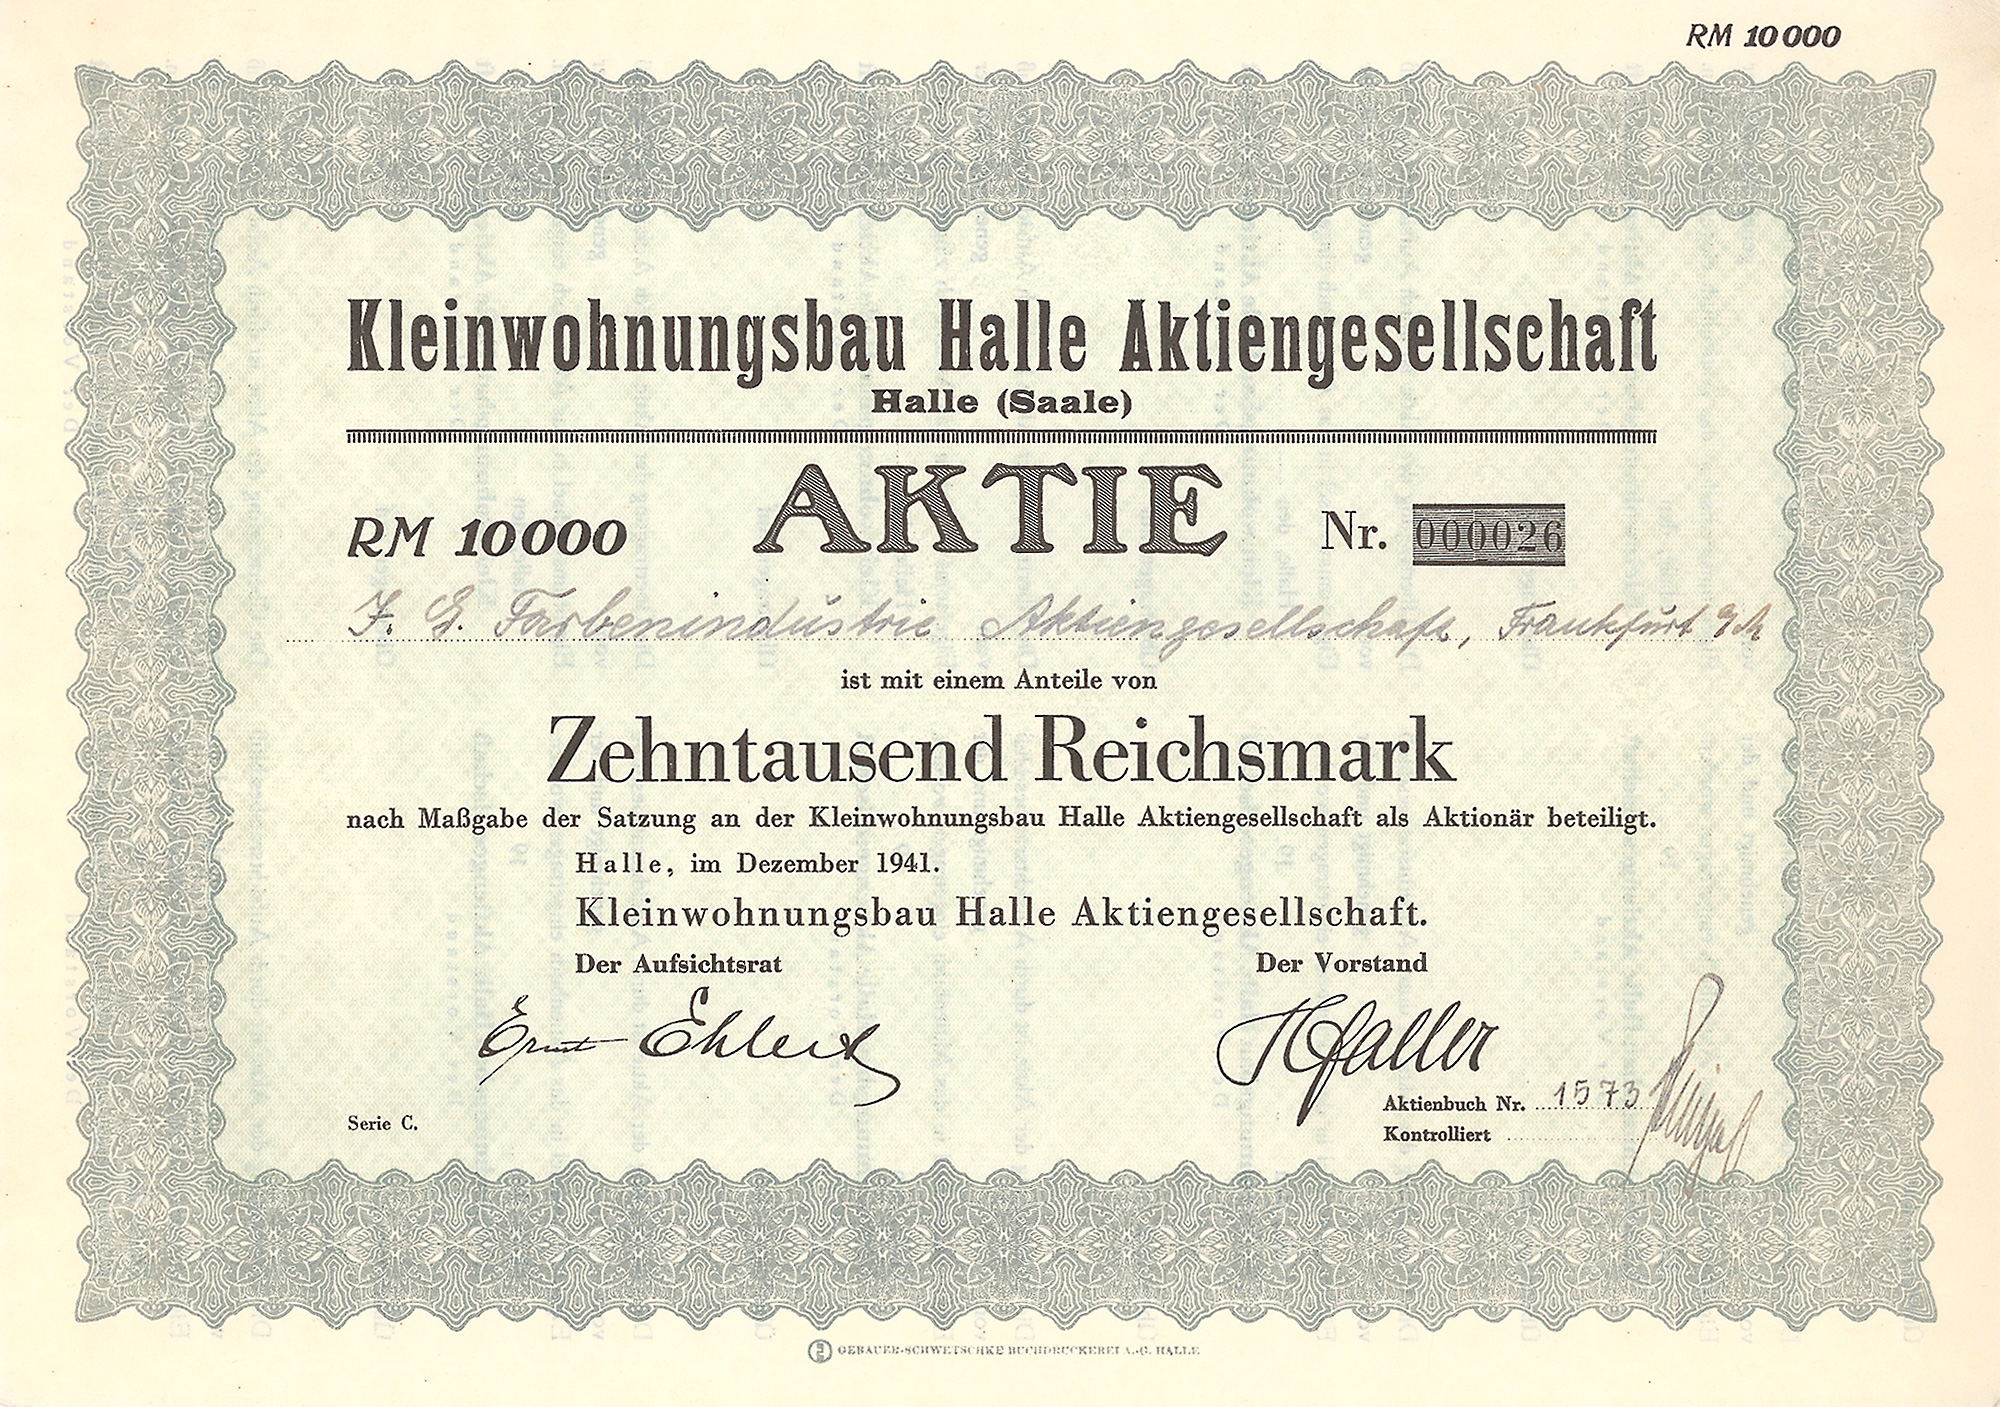 RM 10000
Kleinwohnungsbau Halle Aktiengesellschaft
Halle (Saale)
RM 10000 AKTIE Nr. 000026
I. G. Farbenindustrie Aktiengesellschaft, Frankfurt a/M
ist mit einem Anteile von
Zehntausend Reichsmark
nach Maßgabe der Satzung an der Kleinwohnungsbau Halle Aktiengesellschaft als Aktionär beteiligt.
Halle, im Dezember 1941.
Kleinwohnungsbau Halle Aktiengesellschaft.
Der Aufsichtsrat Der Vorstand
Ernst Ehlert
Aktienbuch Nr. 1573
Serie C.
Kontrolliert
GEBAUER-SCHWETSCHKE BUCHDRUCKEREI A.-G. HALLE